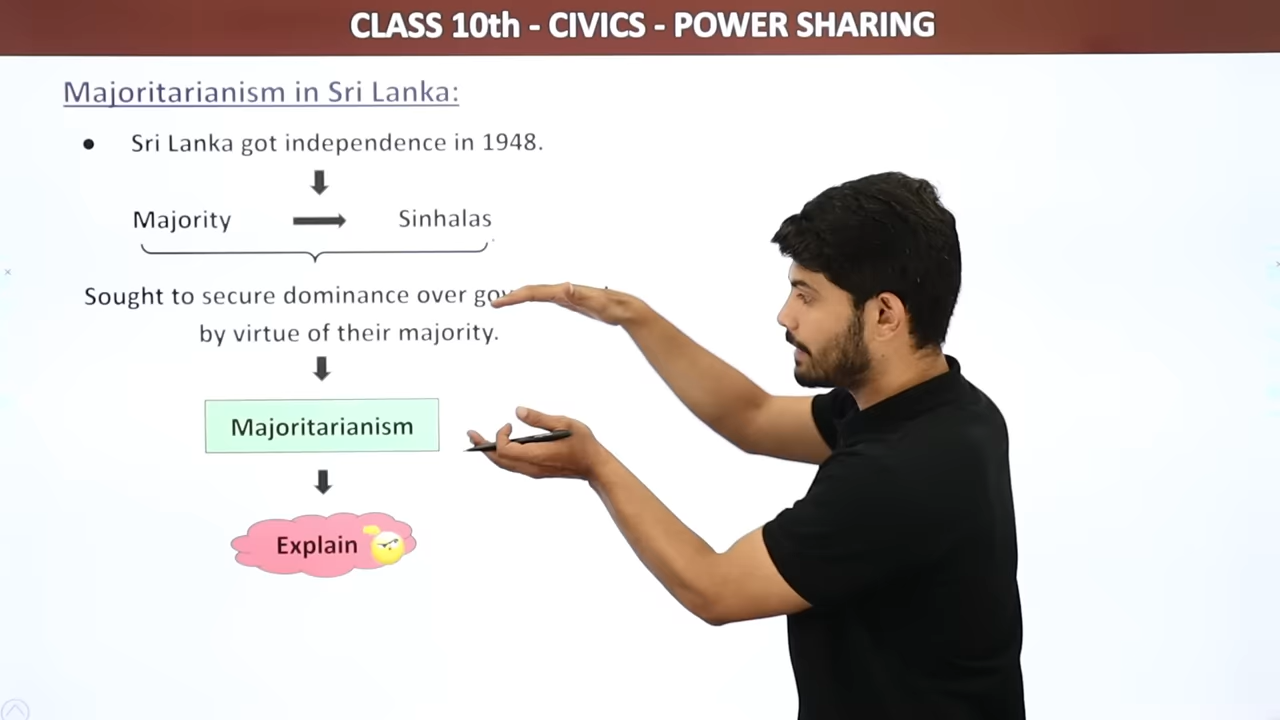 CLASS 10th - CIVICS - POWER SHARING
Majoritarianism in Sri Lanka:
● Sri Lanka got independence in 1948.
Majority Sinhalas
Sought to secure dominance over
by virtue of their majority.
Majoritarianism
Explain